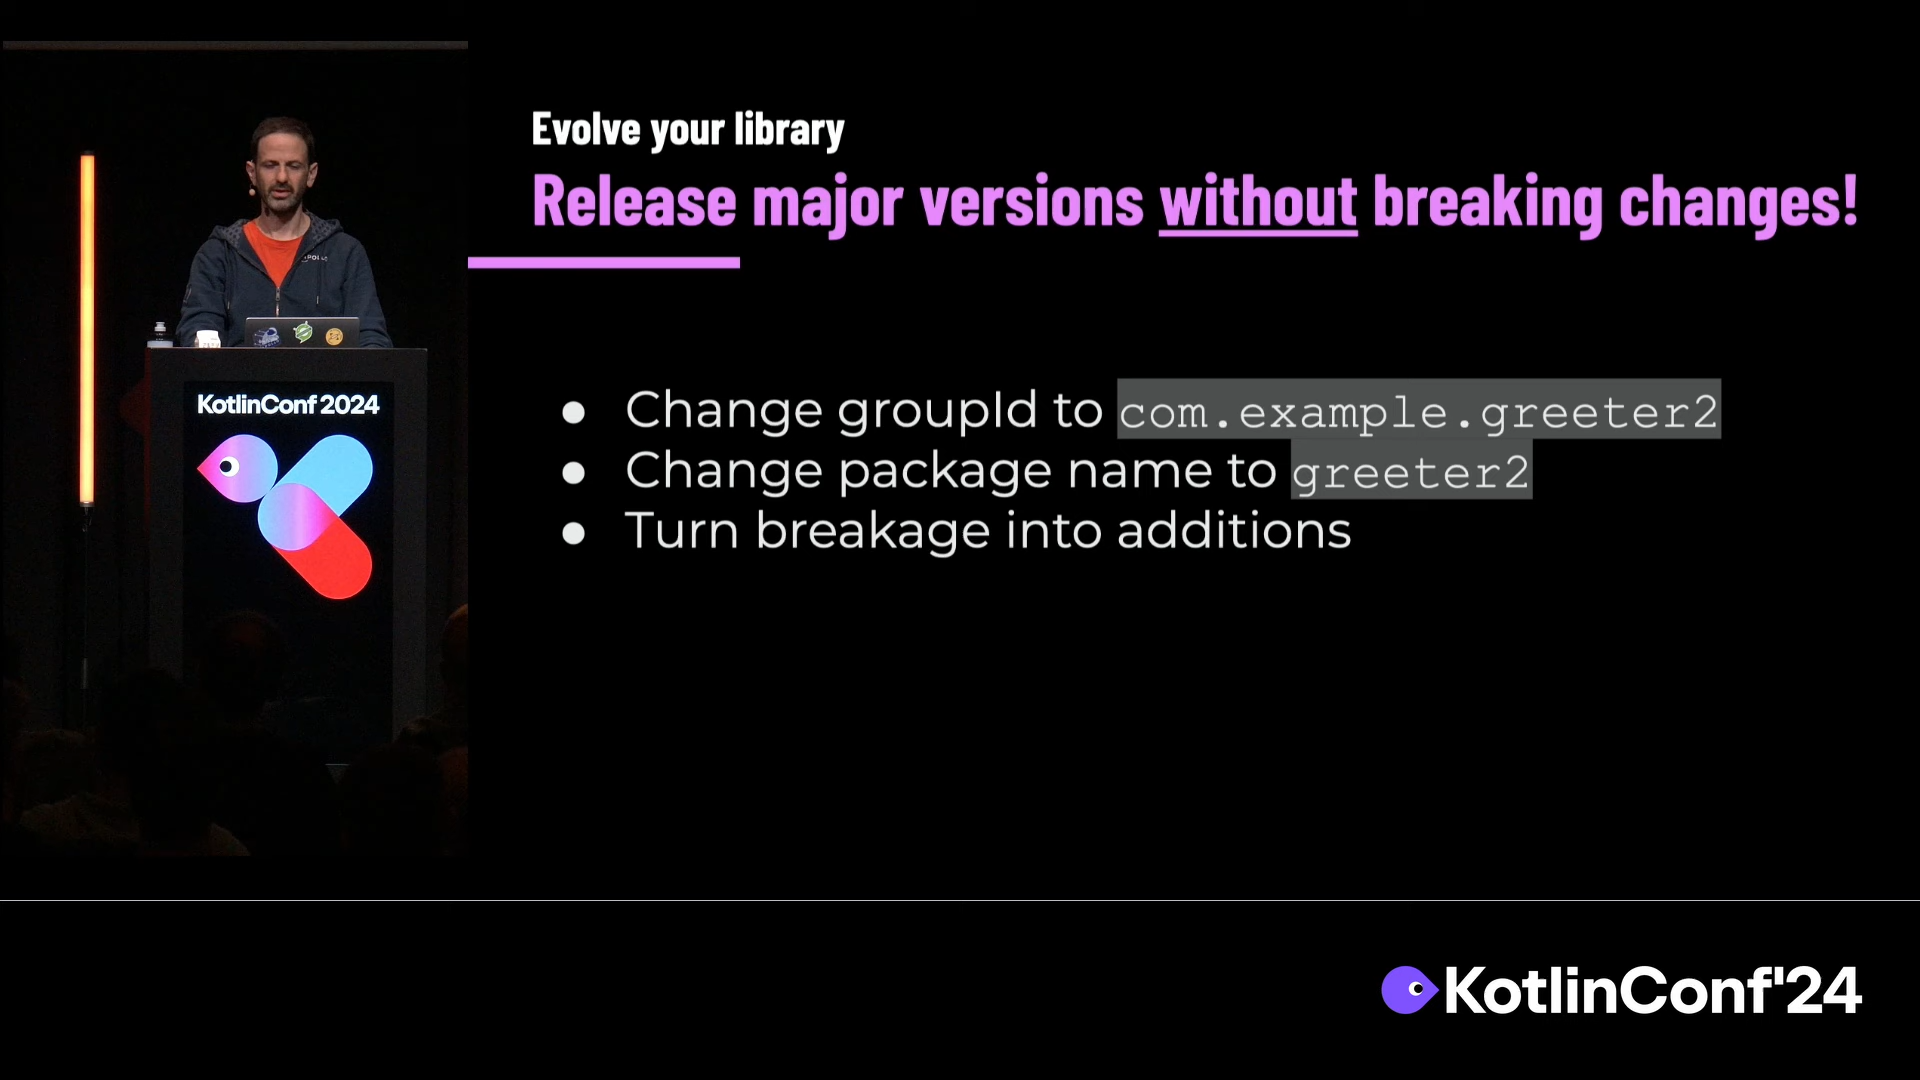 Evolve your library
Release major versions without breaking changes!
● Change groupId to com.example.greeter2
● Change package name to greeter2
● Turn breakage into additions
KotlinConf 2024
KotlinConf'24